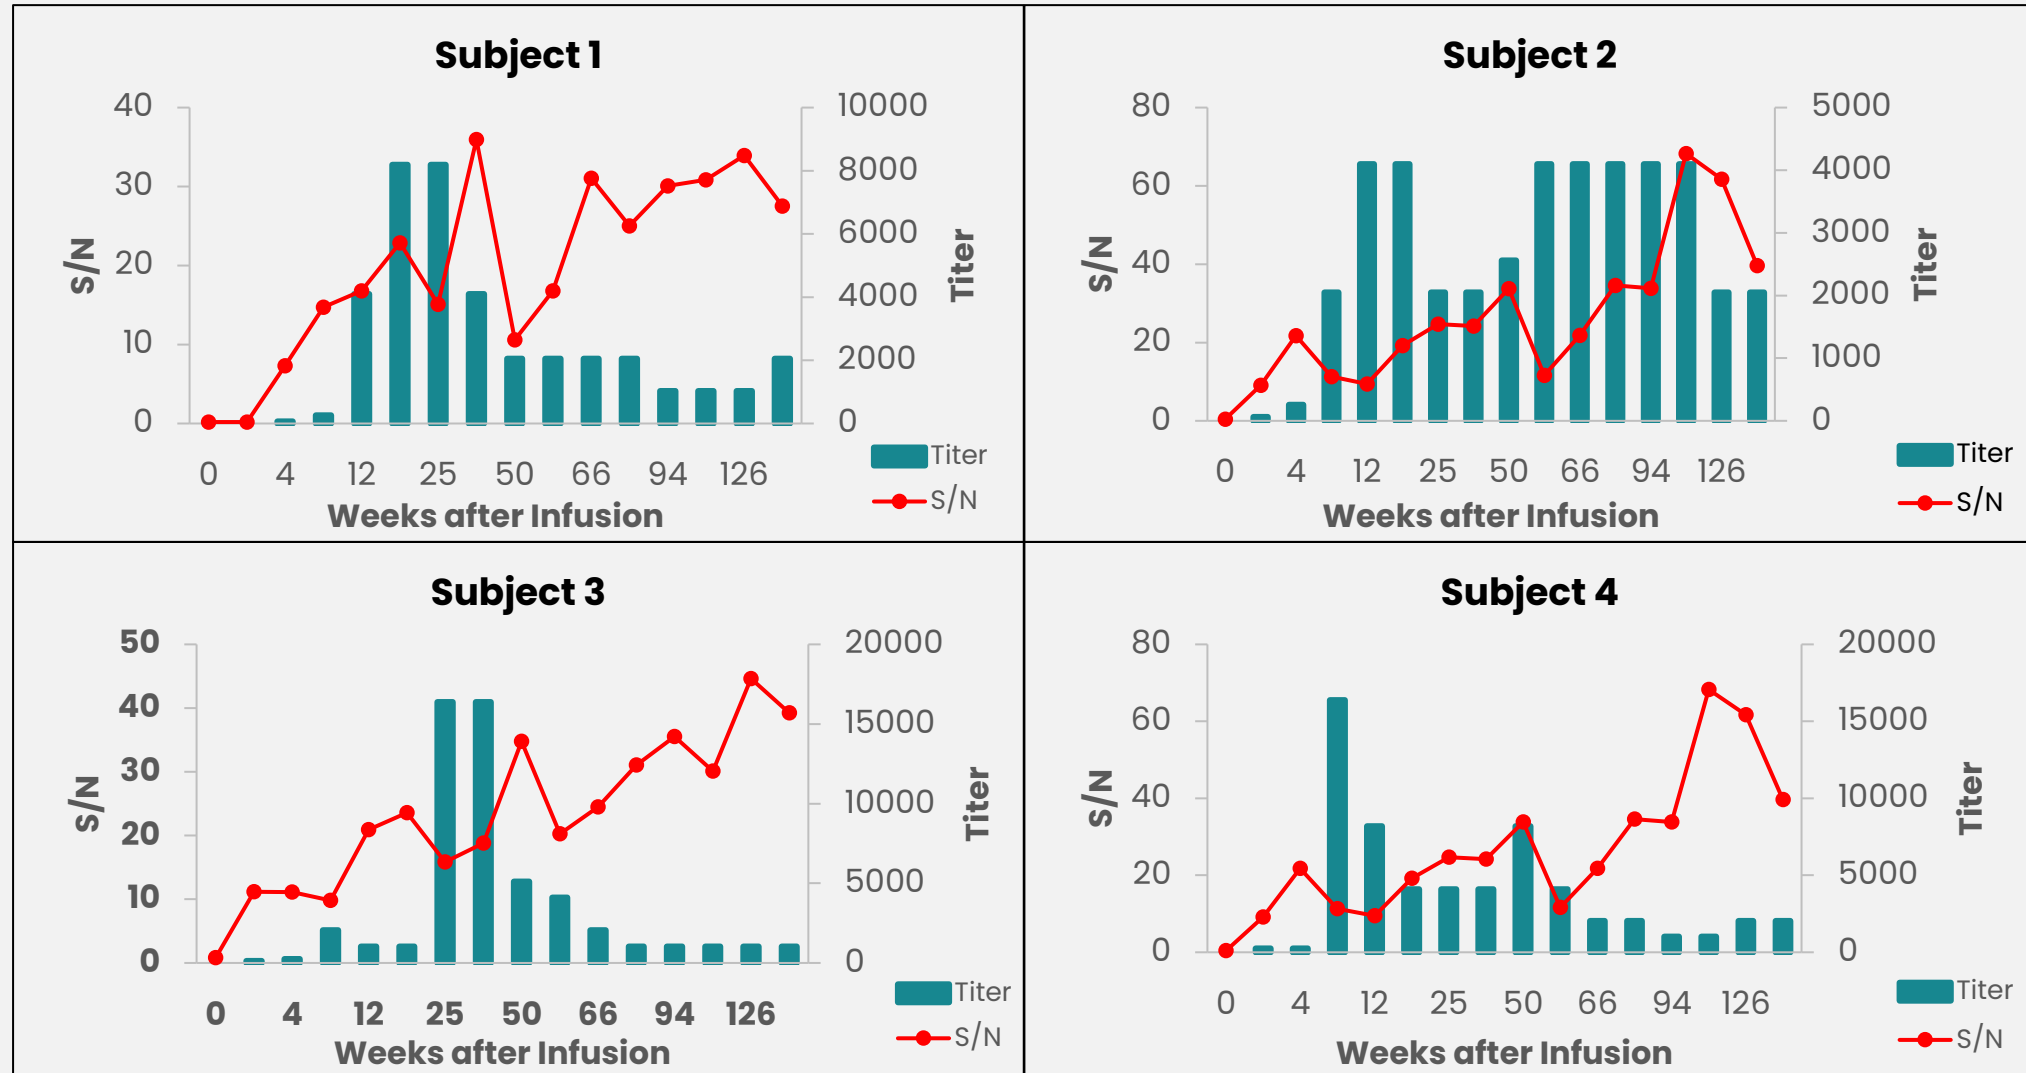 Subject 1
40
30
20
10
0
S/N
10000
8000
6000
4000
2000
0
Titer
0 4 12 25 50 66 94 126
Weeks after Infusion
Titer
S/N
Subject 2
80
60
40
20
0
S/N
5000
4000
3000
2000
1000
0
Titer
0 4 12 25 50 66 94 126
Weeks after Infusion
Titer
S/N
Subject 3
50
40
30
20
10
0
S/N
20000
15000
10000
5000
0
Titer
0 4 12 25 50 66 94 126
Weeks after Infusion
Titer
S/N
Subject 4
80
60
40
20
0
S/N
20000
15000
10000
5000
0
Titer
0 4 12 25 50 66 94 126
Weeks after Infusion
Titer
S/N